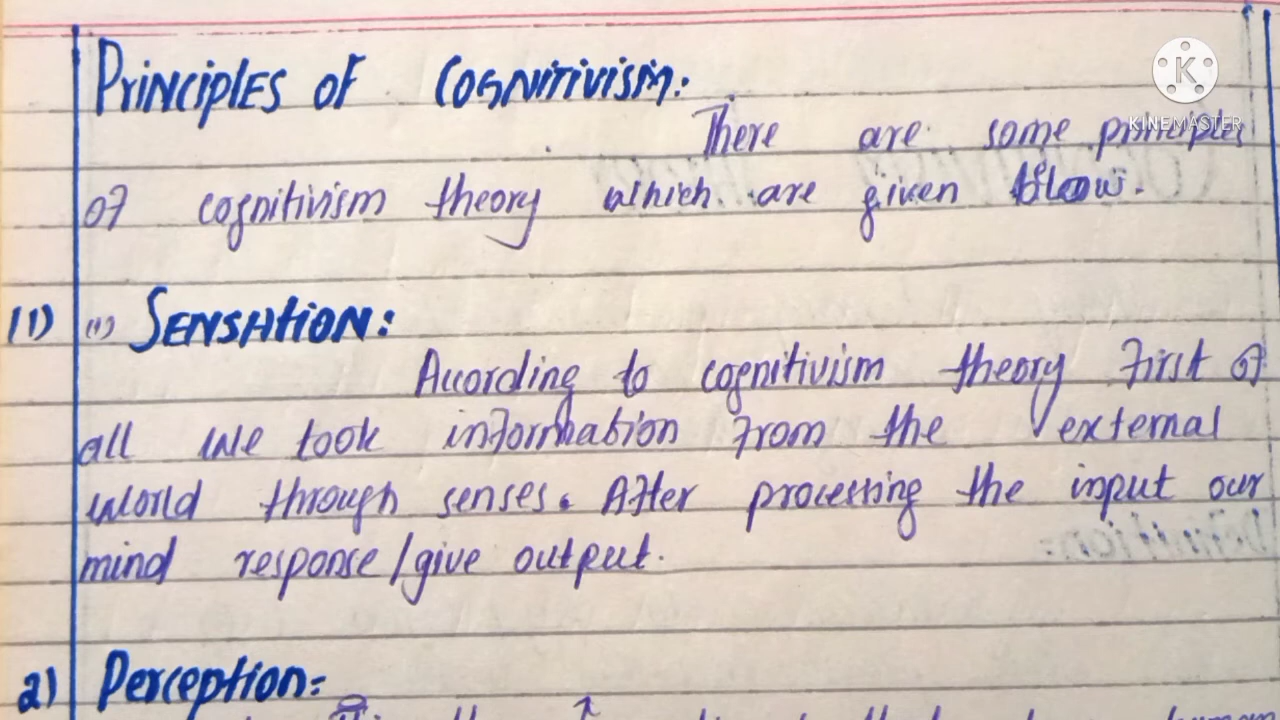 Principles of Cognitivism:
There are some principles
of cognitivism theory which are given below.
(1) (1) Sensation:
According to cognitivism theory first of
all we took information from the external
world through senses. After processing the input our
mind response/give output.
2) Perception:
human
KINEMASTER
Definition: